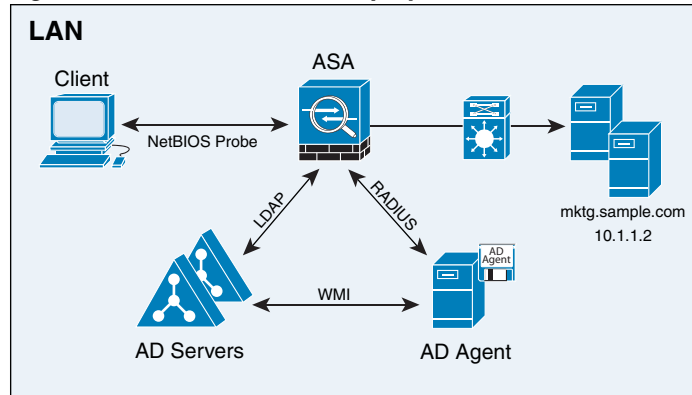 LAN
ASA
Client
NetBIOS Probe
mktg.sample.com
10.1.1.2
LDAP
RADIUS
AD
Agent
WMI
AD Servers
AD Agent